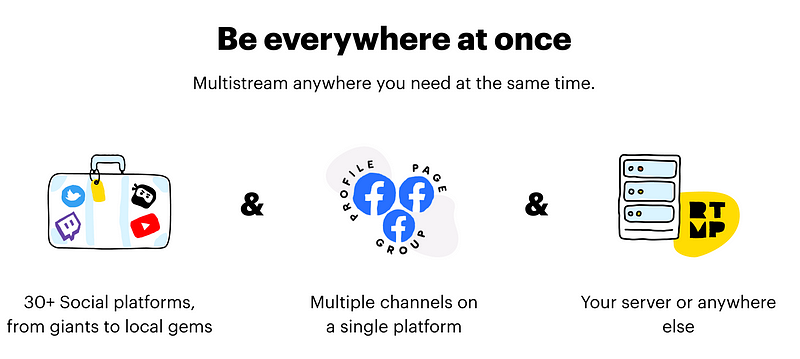 Be everywhere at once
Multistream anywhere you need at the same time.
&
PROFILE
PAGE
GROUP
&
RT
MP
30+ Social platforms,
from giants to local gems
Multiple channels on
a single platform
Your server or anywhere
else